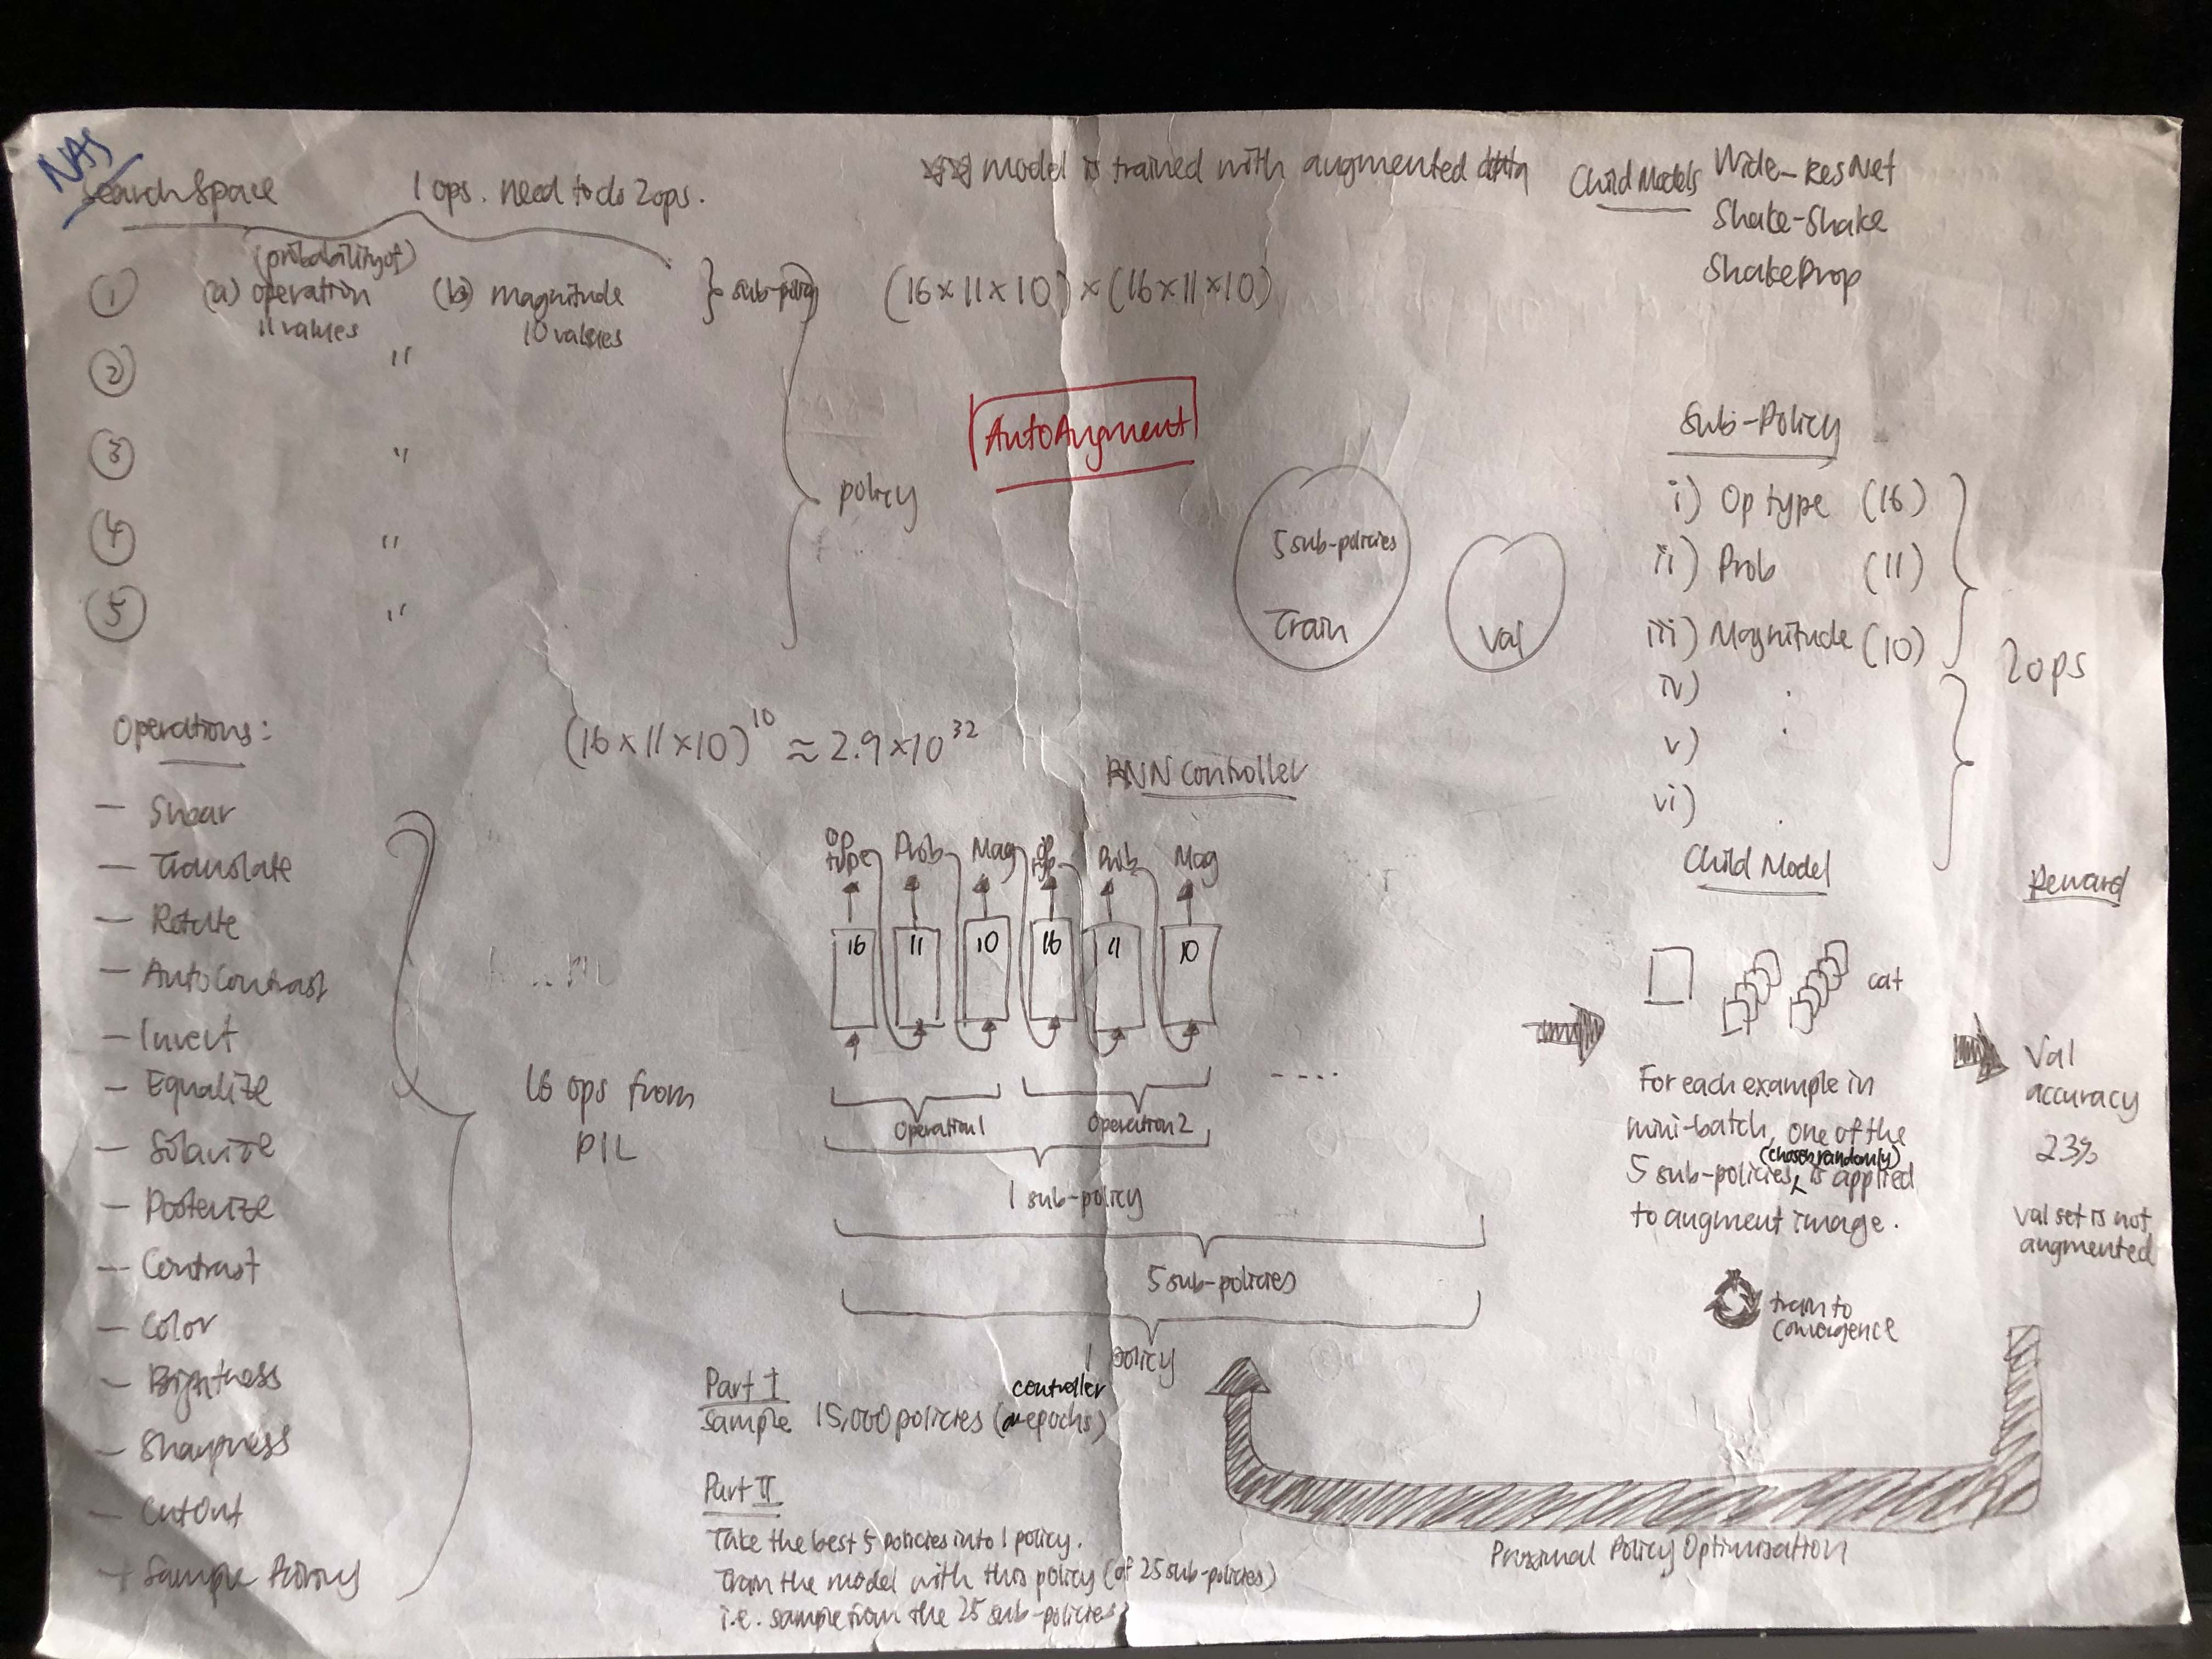 NAS
Search Space
1 ops. need to do 2 ops.
model is trained with augmented data
Child Models
Wide-ResNet
Shake-Shake
ShakeDrop
(probability of)
① (a) operation (b) magnitude } sub-policy (16×11×10) × (16×11×10)
11 values 10 values
② "
③ "
④ "
⑤ "
policy
AutoAugment
5 sub-policies
Train
Val
Sub-Policy
i) Op type (16)
ii) Prob (11)
iii) Magnitude (10)
iv) .
v) .
vi) .
2 ops
Operations:
(16×11×10)^10 ≈ 2.9×10^32
— Shear
— Translate
— Rotate
— AutoContrast
— Invert
— Equalize
— Solarize
— Posterize
— Contrast
— Color
— Brightness
— Sharpness
— CutOut
— Sample Pairing
16 ops from
PIL
RNN Controller
op type Prob Mag op type Prob Mag
16 11 10 16 11 10
Operation 1 Operation 2
----
1 sub-policy
5 sub-policies
1 policy
Child Model
cat
For each example in
mini-batch, one of the
(chosen randomly)
5 sub-policies is applied
to augment image.
train to
convergence
Reward
Val
accuracy
23%
Val set is not
augmented
Part I
controller
Sample 15,000 policies (epochs)
Part II
Take the best 5 policies into 1 policy.
Train the model with this policy (of 25 sub-policies)
i.e. sample from the 25 sub-policies
Proximal Policy Optimisation